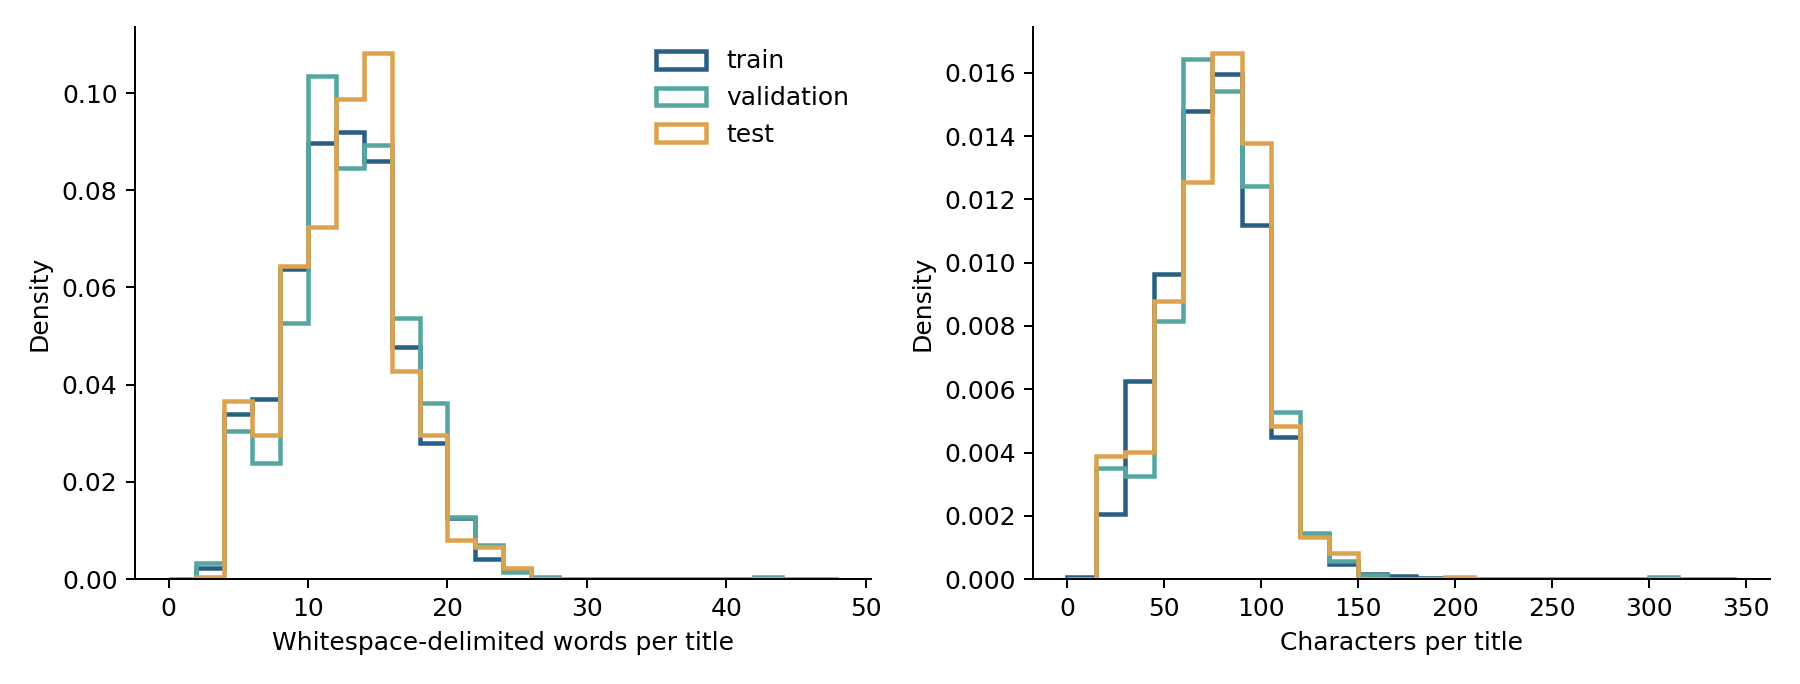 train
validation
test
0.10
0.08
0.06
0.04
0.02
0.00
Density
0 10 20 30 40 50
Whitespace-delimited words per title
0.016
0.014
0.012
0.010
0.008
0.006
0.004
0.002
0.000
Density
0 50 100 150 200 250 300 350
Characters per title